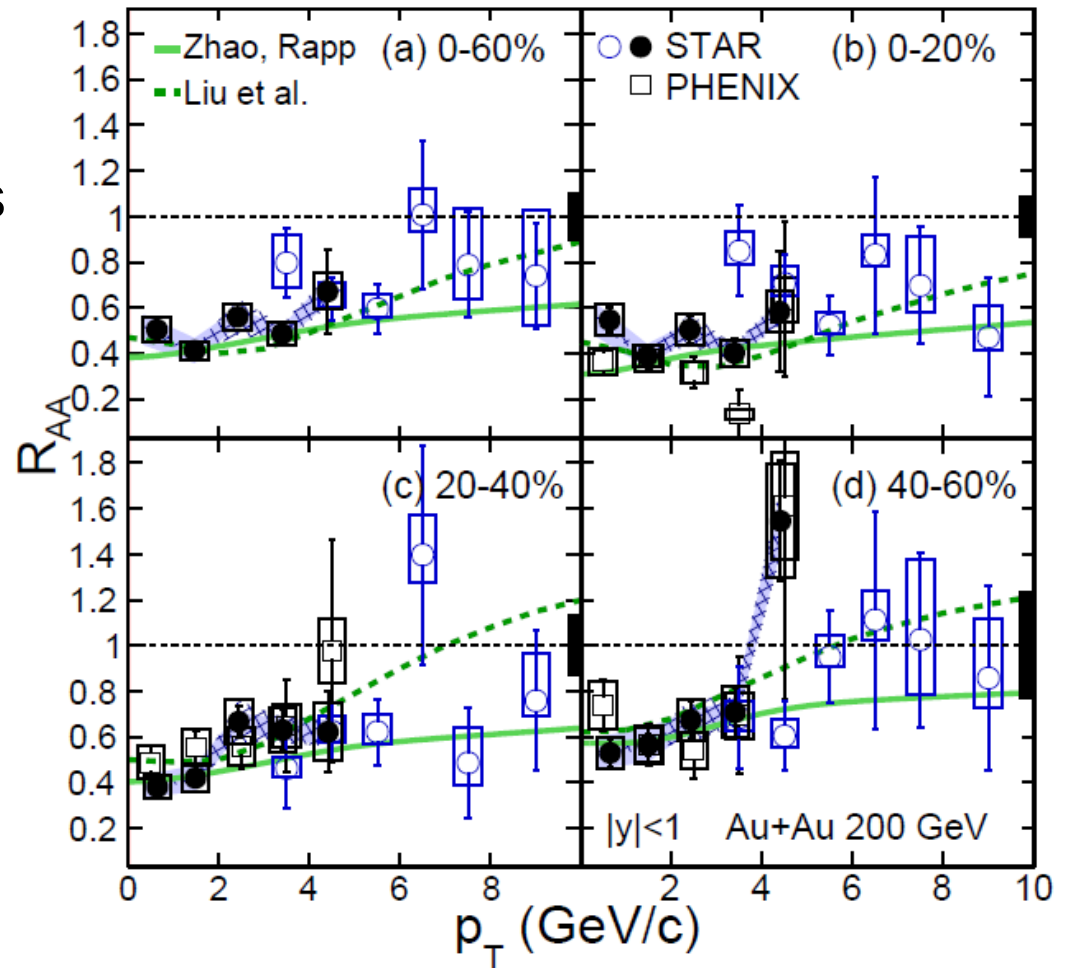 Zhao, Rapp
Liu et al.
(a) 0-60%
STAR
PHENIX
(b) 0-20%
s
1.8
1.6
1.4
1.2
1
0.8
0.6
0.4
0.2
R_AA
(c) 20-40%
(d) 40-60%
1.8
1.6
1.4
1.2
1
0.8
0.6
0.4
0.2
|y|<1 Au+Au 200 GeV
0 2 4 6 8 2 4 6 8 10
p_T (GeV/c)